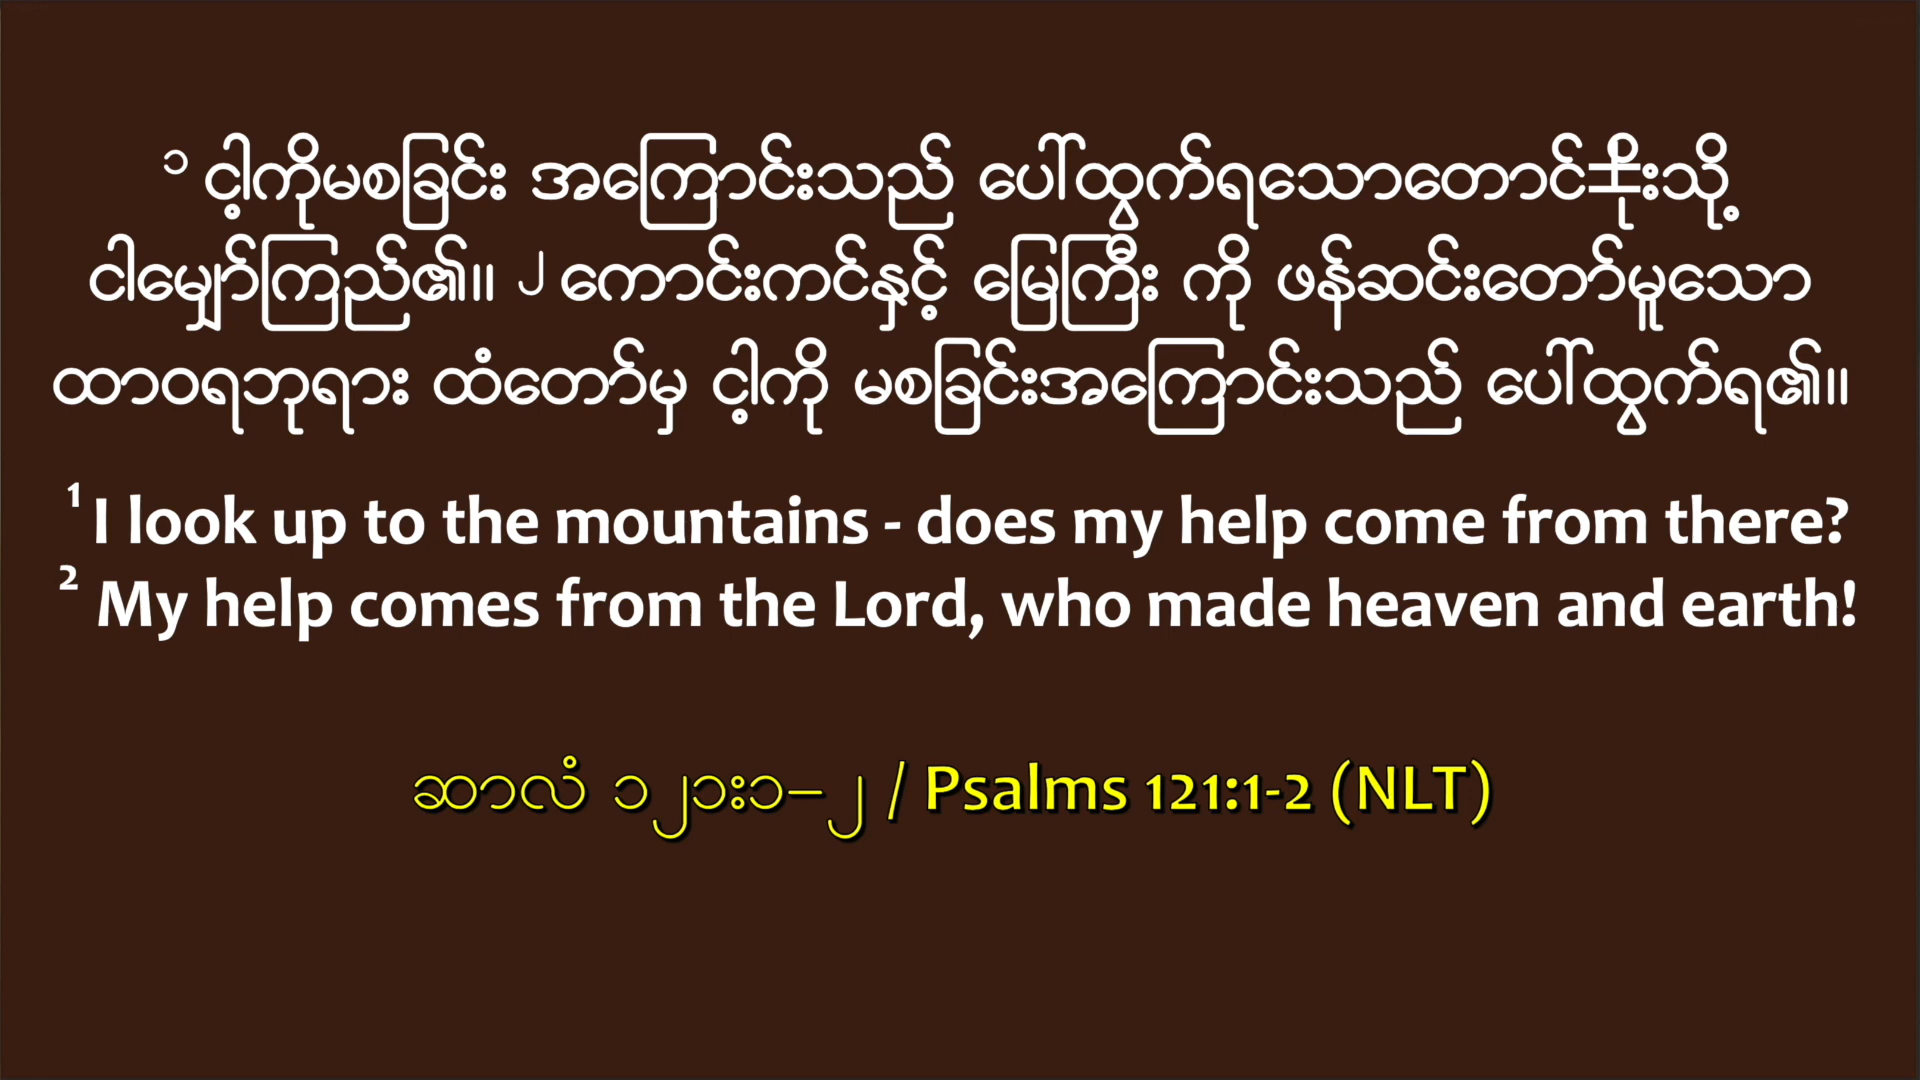 ၁ ငါ့ကိုမစခြင်း အကြောင်းသည် ပေါ်ထွက်ရသောတောင်ရိုးသို့
ငါမျှော်ကြည်၏။ ၂ ကောင်းကင်နှင့် မြေကြီး ကို ဖန်ဆင်းတော်မူသော
ထာဝရဘုရား ထံတော်မှ ငါ့ကို မစခြင်းအကြောင်းသည် ပေါ်ထွက်ရ၏။
1 I look up to the mountains - does my help come from there?
2 My help comes from the Lord, who made heaven and earth!
ဆာလံ ၁၂၁း၁–၂ / Psalms 121:1-2 (NLT)